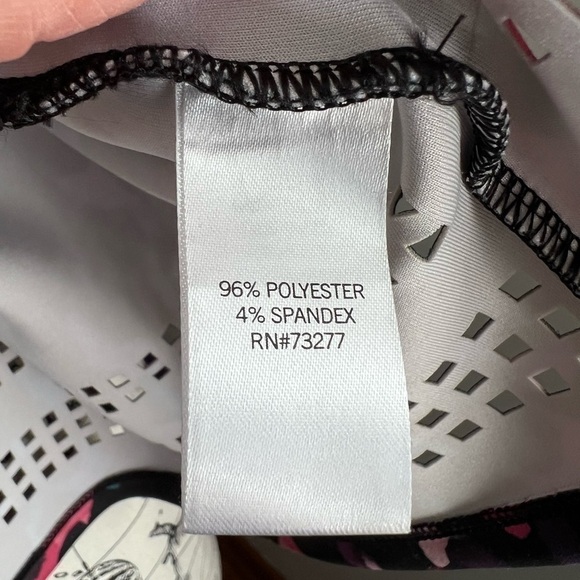 96% POLYESTER
4% SPANDEX
RN#73277